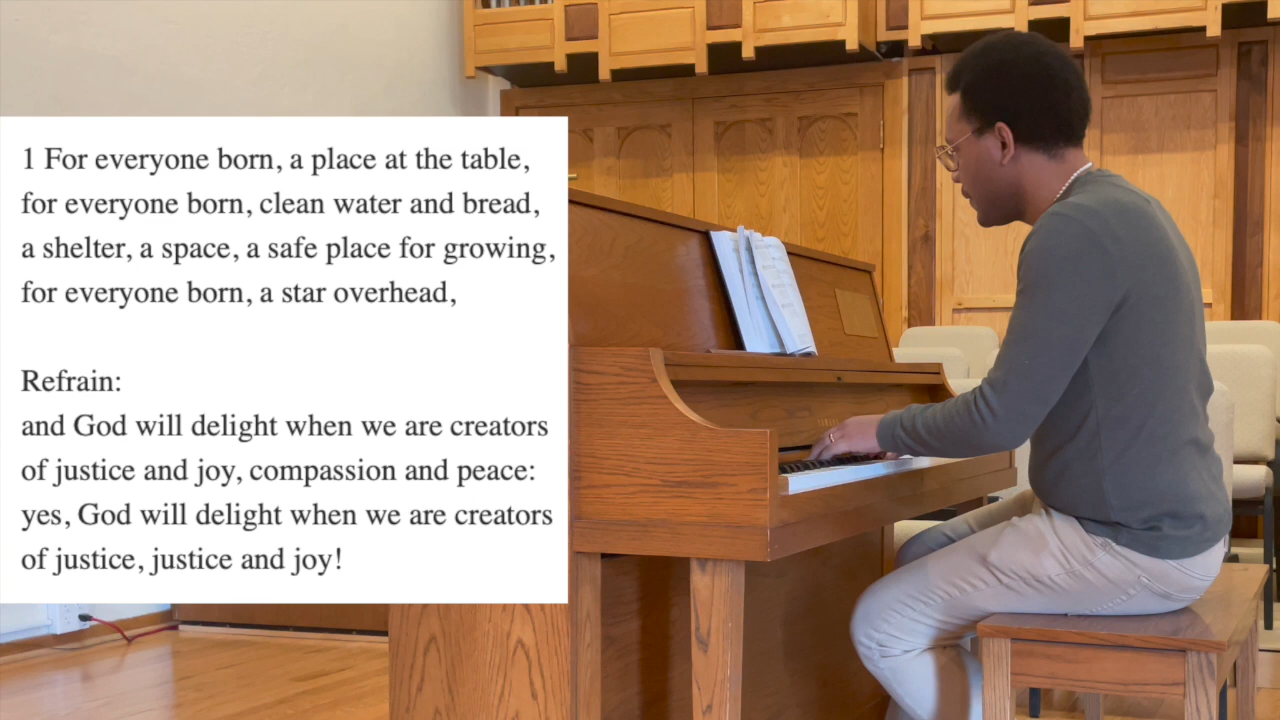 1 For everyone born, a place at the table,
for everyone born, clean water and bread,
a shelter, a space, a safe place for growing,
for everyone born, a star overhead,
Refrain:
and God will delight when we are creators
of justice and joy, compassion and peace:
yes, God will delight when we are creators
of justice, justice and joy!